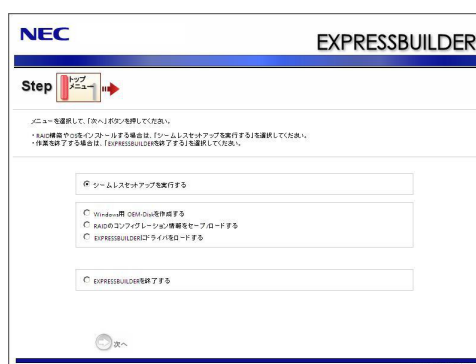 NEC
EXPRESSBUILDER
Step
トップ
メニュー
メニューを選択して、「次へ」ボタンを押してください。
・RAID構築やOSをインストールする場合は、「シームレスセットアップを実行する」を選択してください。
・作業を終了する場合は、「EXPRESSBUILDERを終了する」を選択してください。
シームレスセットアップを実行する
Windows用 OEM-Diskを作成する
RAIDのコンフィグレーション情報をセーブ/ロードする
EXPRESSBUILDERにドライバをロードする
EXPRESSBUILDERを終了する
次へ